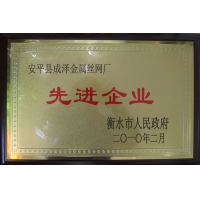 安平县成泽金属丝网厂
先进企业
衡水市人民政府
二〇一〇年二月